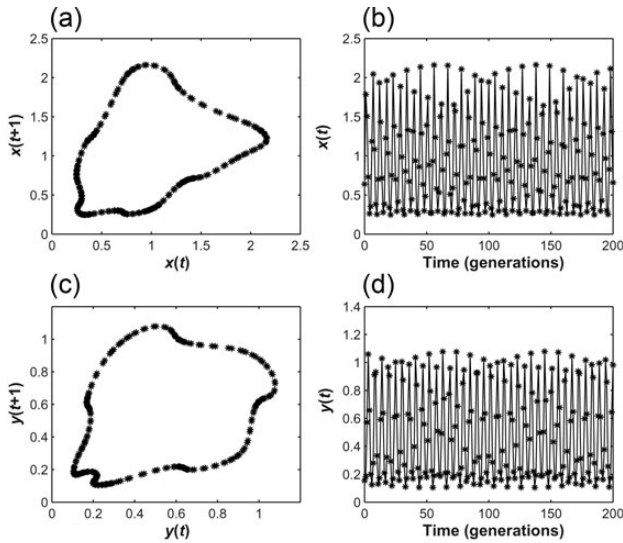 (a)
(b)
2.5
2
1.5
1
0.5
0
x(t+1)
0 0.5 1 1.5 2 2.5
x(t)
2.5
2
1.5
1
0.5
0
x(t)
0 50 100 150 200
Time (generations)
(c)
(d)
1.2
1
0.8
0.6
0.4
0.2
0
y(t+1)
0 0.2 0.4 0.6 0.8 1
y(t)
1.4
1.2
1
0.8
0.6
0.4
0.2
0
y(t)
0 50 100 150 200
Time (generations)